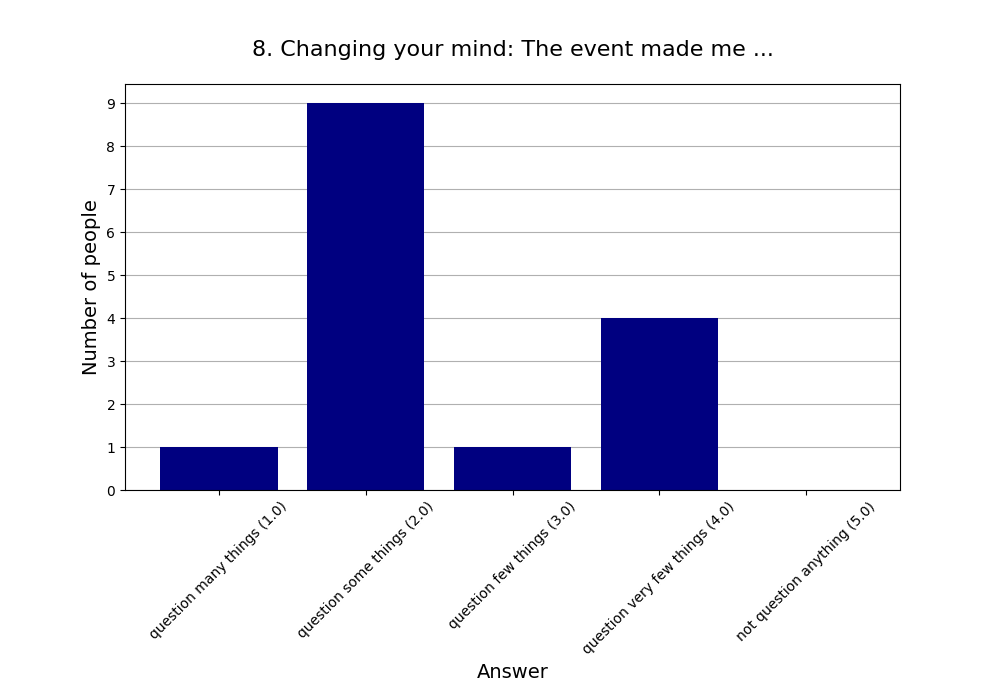 8. Changing your mind: The event made me ...
Number of people
9
8
7
6
5
4
3
2
1
0
question many things (1.0)
question some things (2.0)
question few things (3.0)
question very few things (4.0)
not question anything (5.0)
Answer